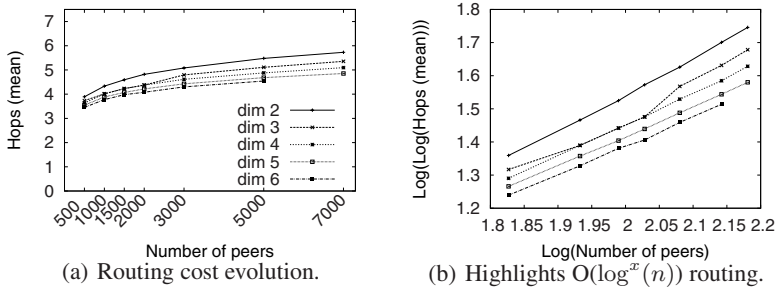 Hops (mean)
7
6
5
4
3
2
1
0
dim 2
dim 3
dim 4
dim 5
dim 6
500
1000
1500
2000
3000
5000
7000
Number of peers
(a) Routing cost evolution.
Log(Log(Hops (mean)))
1.8
1.7
1.6
1.5
1.4
1.3
1.2
1.8 1.85 1.9 1.95 2 2.05 2.1 2.15 2.2
Log(Number of peers)
(b) Highlights O(log^x(n)) routing.